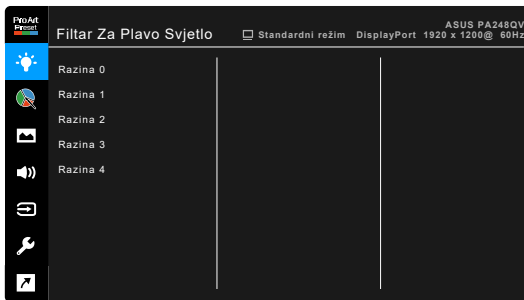 ProArt
Preset
Filtar Za Plavo Svjetlo
Standardni režim DisplayPort 1920 x 1200@ 60Hz
ASUS PA248QV
Razina 0
Razina 1
Razina 2
Razina 3
Razina 4